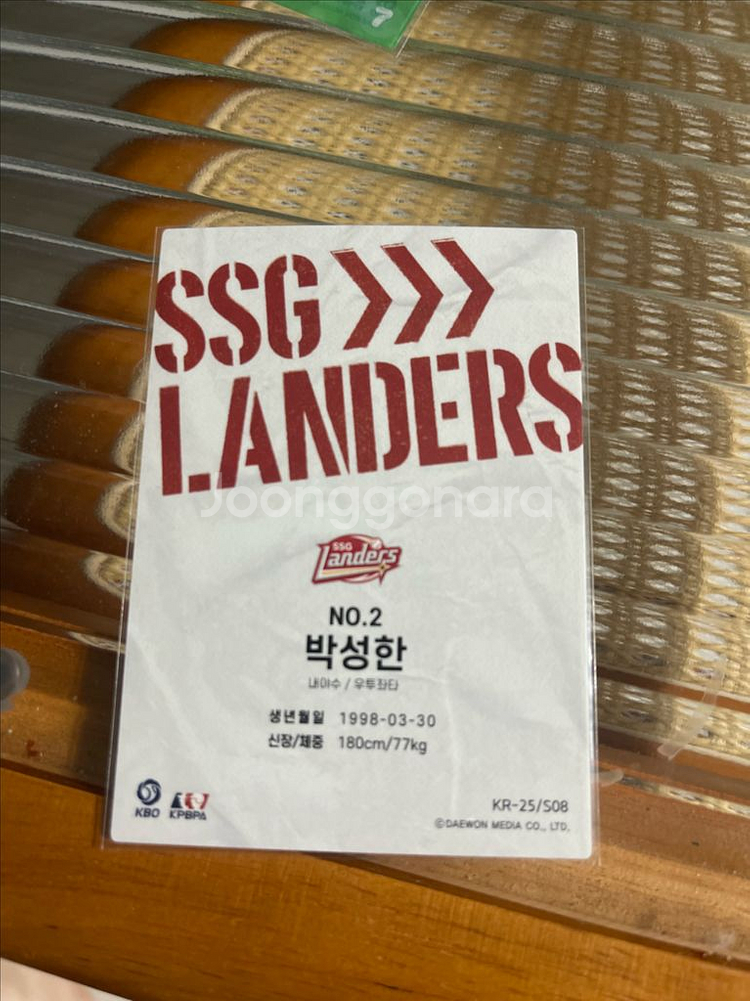 7
SSG
LANDERS
Joonggonara
SSG
Landers
NO.2
박성한
내야수 / 우투좌타
생년월일 1998-03-30
신장/체중 180cm/77kg
KBO KPBPA
KR-25/S08
©DAEWON MEDIA CO., LTD.